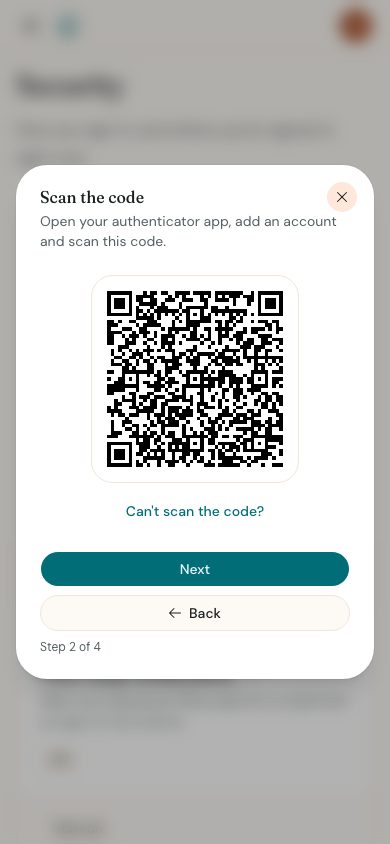 Security
Scan the code
Open your authenticator app, add an account
and scan this code.
Can't scan the code?
Next
Back
Step 2 of 4